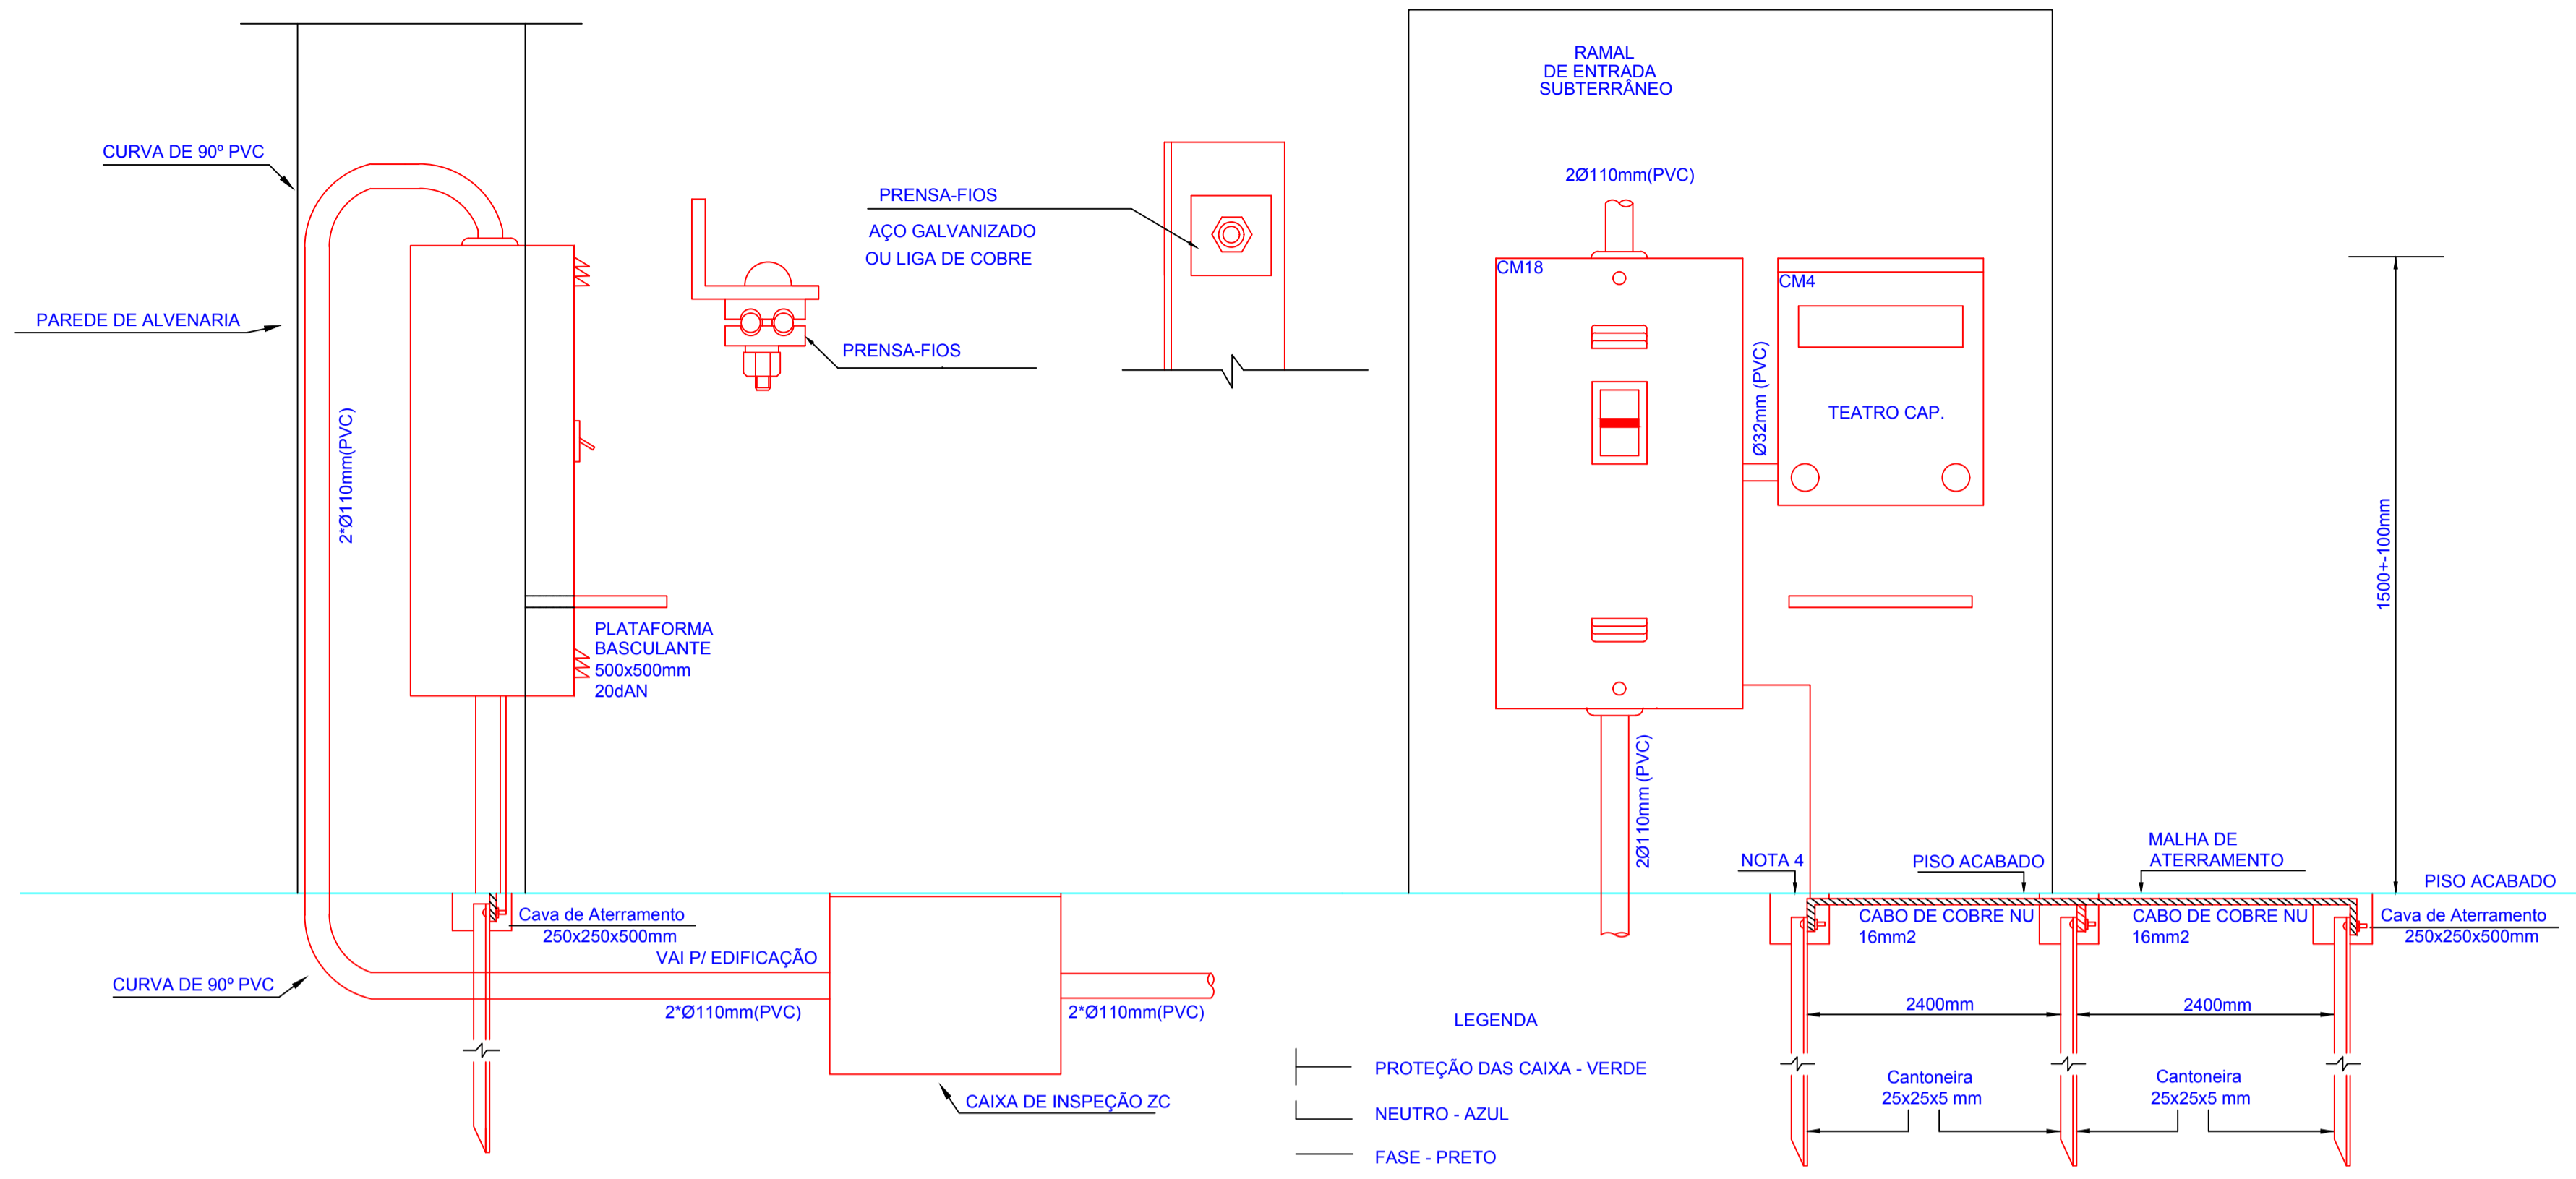 CURVA DE 90º PVC
PAREDE DE ALVENARIA
2*Ø110mm(PVC)
PLATAFORMA
BASCULANTE
500x500mm
20dAN
Cava de Aterramento
250x250x500mm
VAI P/ EDIFICAÇÃO
CURVA DE 90º PVC
2*Ø110mm(PVC)
2*Ø110mm(PVC)
CAIXA DE INSPEÇÃO ZC
PRENSA-FIOS
AÇO GALVANIZADO
OU LIGA DE COBRE
PRENSA-FIOS
RAMAL
DE ENTRADA
SUBTERRÂNEO
2Ø110mm(PVC)
CM18
CM4
Ø32mm (PVC)
TEATRO CAP.
2Ø110mm (PVC)
1500+-100mm
NOTA 4
PISO ACABADO
MALHA DE
ATERRAMENTO
PISO ACABADO
CABO DE COBRE NU
16mm2
CABO DE COBRE NU
16mm2
Cava de Aterramento
250x250x500mm
2400mm
2400mm
Cantoneira
25x25x5 mm
Cantoneira
25x25x5 mm
LEGENDA
PROTEÇÃO DAS CAIXA - VERDE
NEUTRO - AZUL
FASE - PRETO